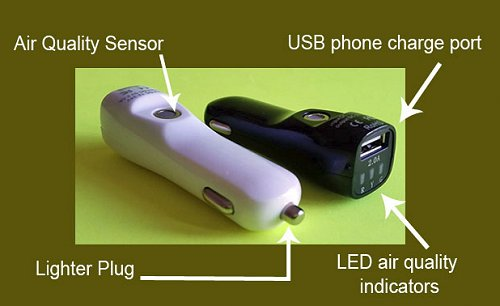 Air Quality Sensor
USB phone charge port
2.0A
R Y G
Lighter Plug
LED air quality
indicators